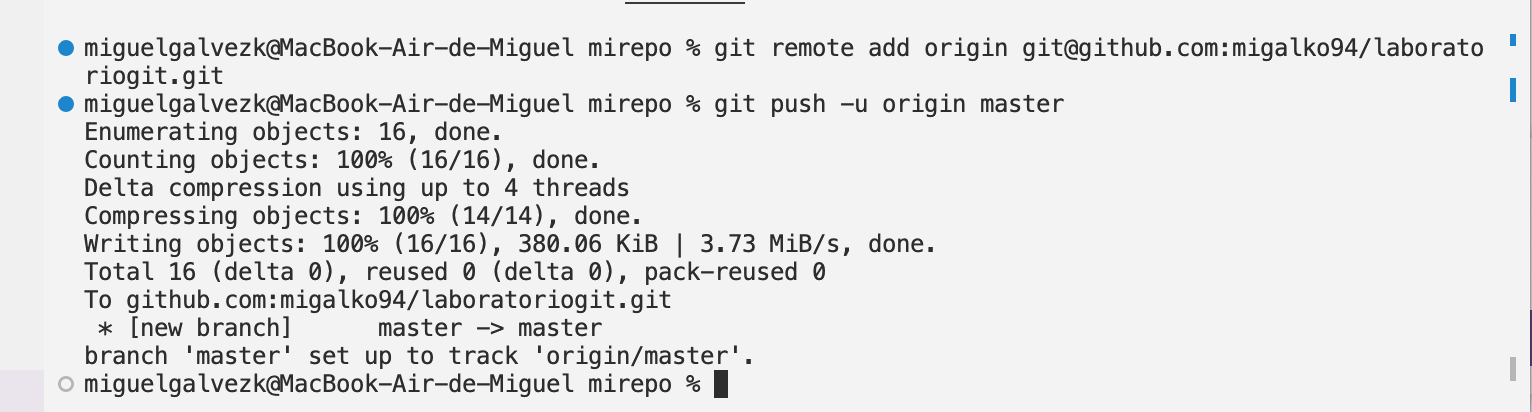 miguelgalvezk@MacBook-Air-de-Miguel mirepo % git remote add origin git@github.com:migalko94/laborato
riogit.git
miguelgalvezk@MacBook-Air-de-Miguel mirepo % git push -u origin master
Enumerating objects: 16, done.
Counting objects: 100% (16/16), done.
Delta compression using up to 4 threads
Compressing objects: 100% (14/14), done.
Writing objects: 100% (16/16), 380.06 KiB | 3.73 MiB/s, done.
Total 16 (delta 0), reused 0 (delta 0), pack-reused 0
To github.com:migalko94/laboratoriogit.git
 * [new branch]      master -> master
branch 'master' set up to track 'origin/master'.
miguelgalvezk@MacBook-Air-de-Miguel mirepo %